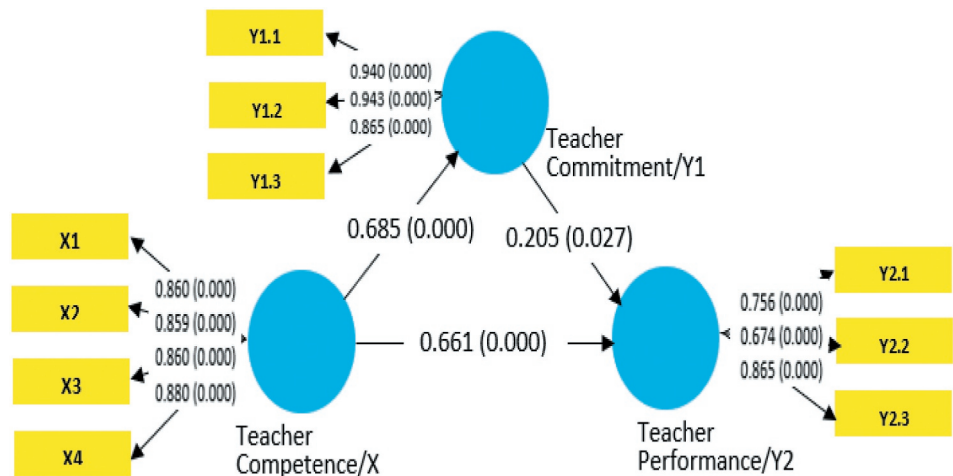 Y1.1
0.940 (0.000)
Y1.2
0.943 (0.000)
0.865 (0.000)
Y1.3
Teacher
Commitment/Y1
0.685 (0.000)
0.205 (0.027)
X1
0.860 (0.000)
X2
0.859 (0.000)
0.860 (0.000)
X3
0.880 (0.000)
X4
Teacher
Competence/X
0.661 (0.000)
Y2.1
0.756 (0.000)
0.674 (0.000)
Y2.2
0.865 (0.000)
Y2.3
Teacher
Performance/Y2